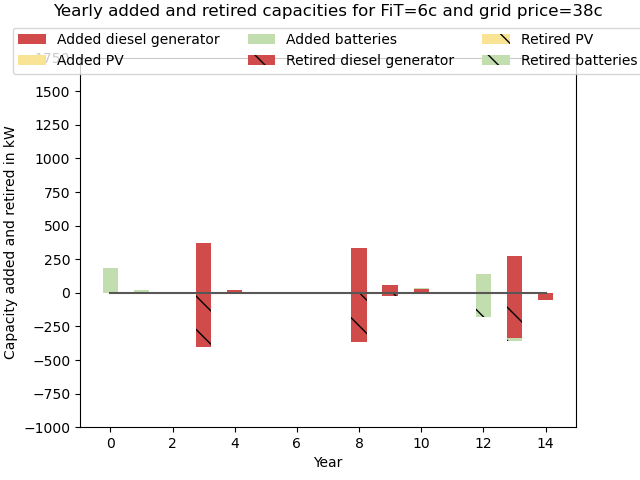 Yearly added and retired capacities for FiT=6c and grid price=38c
Added diesel generator
Added PV
Added batteries
Retired diesel generator
Retired PV
Retired batteries
Capacity added and retired in kW
1750
1500
1250
1000
750
500
250
0
−250
−500
−750
−1000
0 2 4 6 8 10 12 14
Year